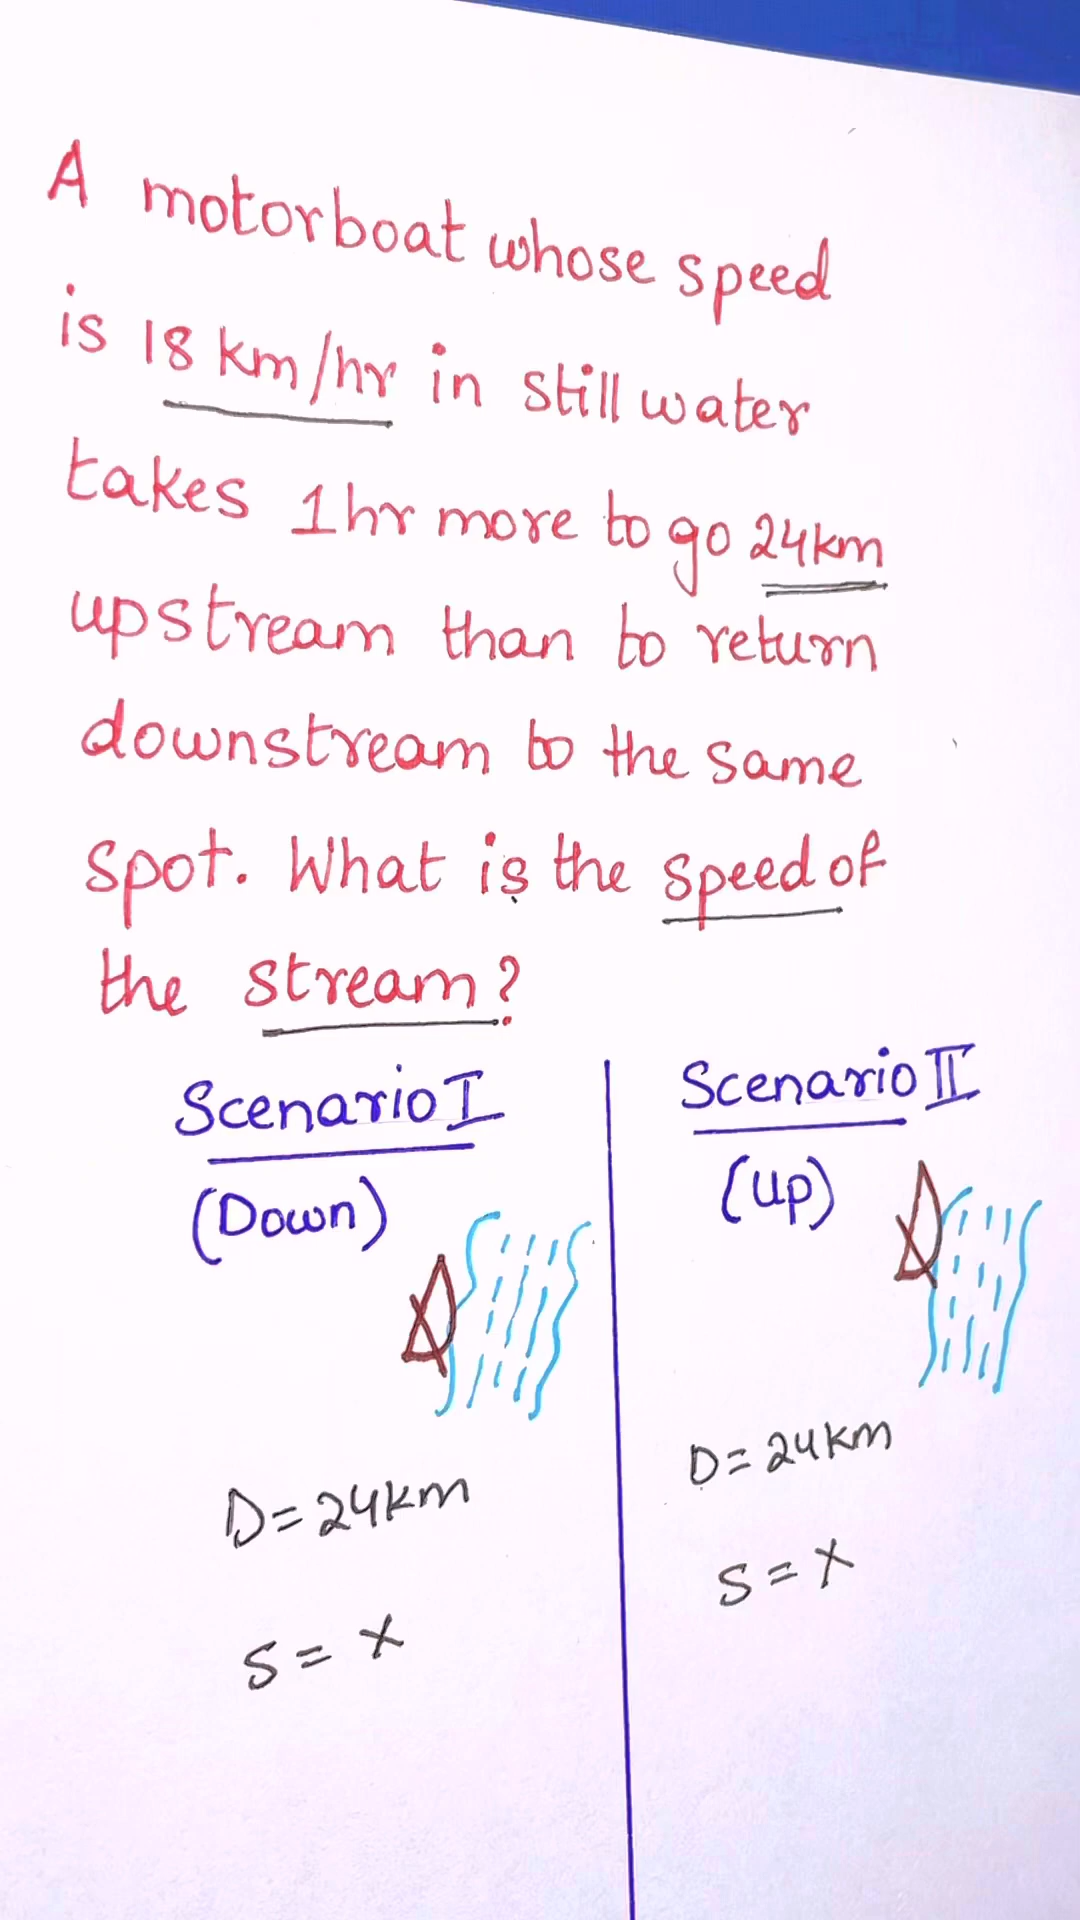 A motorboat whose speed
is 18 km/hr in still water
takes 1hr more to go 24km
upstream than to return
downstream to the same
spot. What is the speed of
the stream?
Scenario I
(Down)
D = 24km
S = x
Scenario II
(Up)
D = 24km
S = x